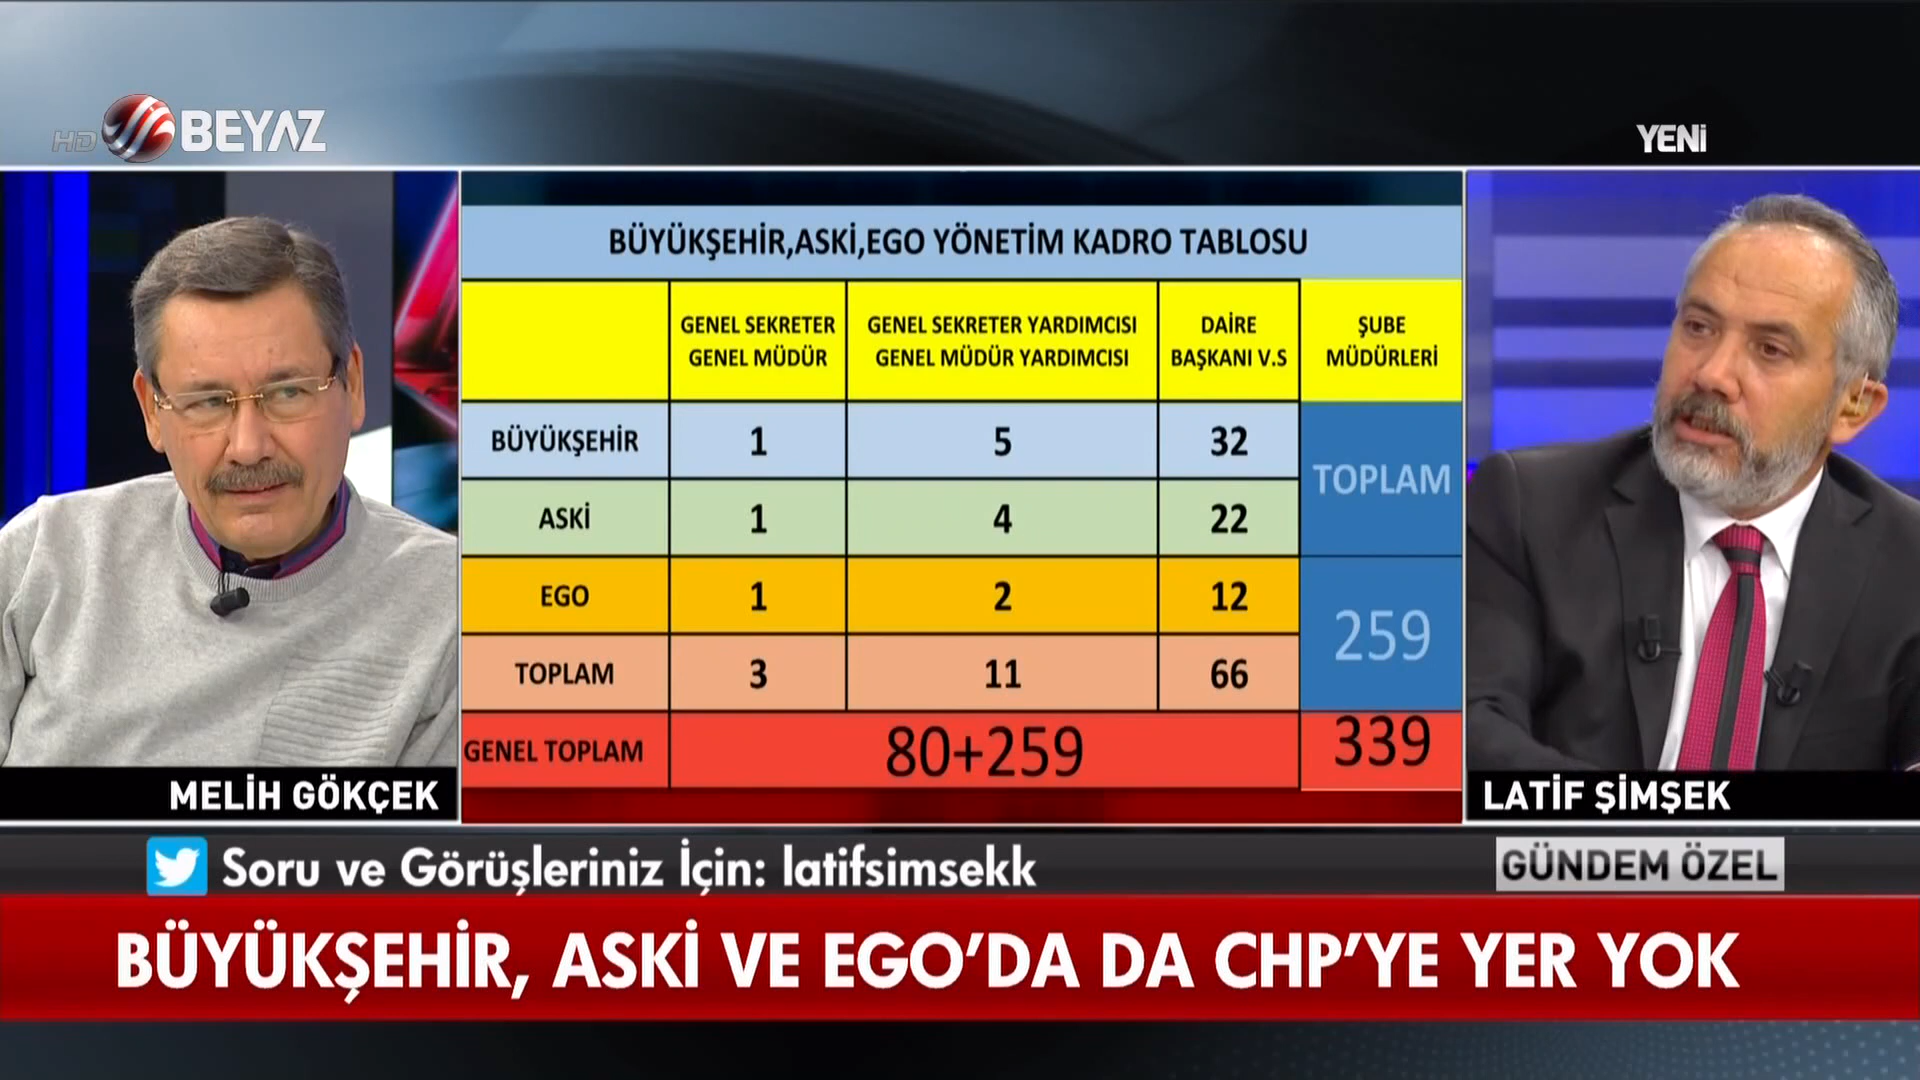 HD BEYAZ
YENİ
BÜYÜKŞEHİR,ASKİ,EGO YÖNETİM KADRO TABLOSU
GENEL SEKRETER
GENEL MÜDÜR
GENEL SEKRETER YARDIMCISI
GENEL MÜDÜR YARDIMCISI
DAİRE
BAŞKANI V.S
ŞUBE
MÜDÜRLERİ
BÜYÜKŞEHİR 1 5 32
TOPLAM
ASKİ 1 4 22
EGO 1 2 12
259
TOPLAM 3 11 66
GENEL TOPLAM 80+259 339
MELİH GÖKÇEK
LATİF ŞİMŞEK
Soru ve Görüşleriniz İçin: latifsimsekk
GÜNDEM ÖZEL
BÜYÜKŞEHİR, ASKİ VE EGO'DA DA CHP'YE YER YOK